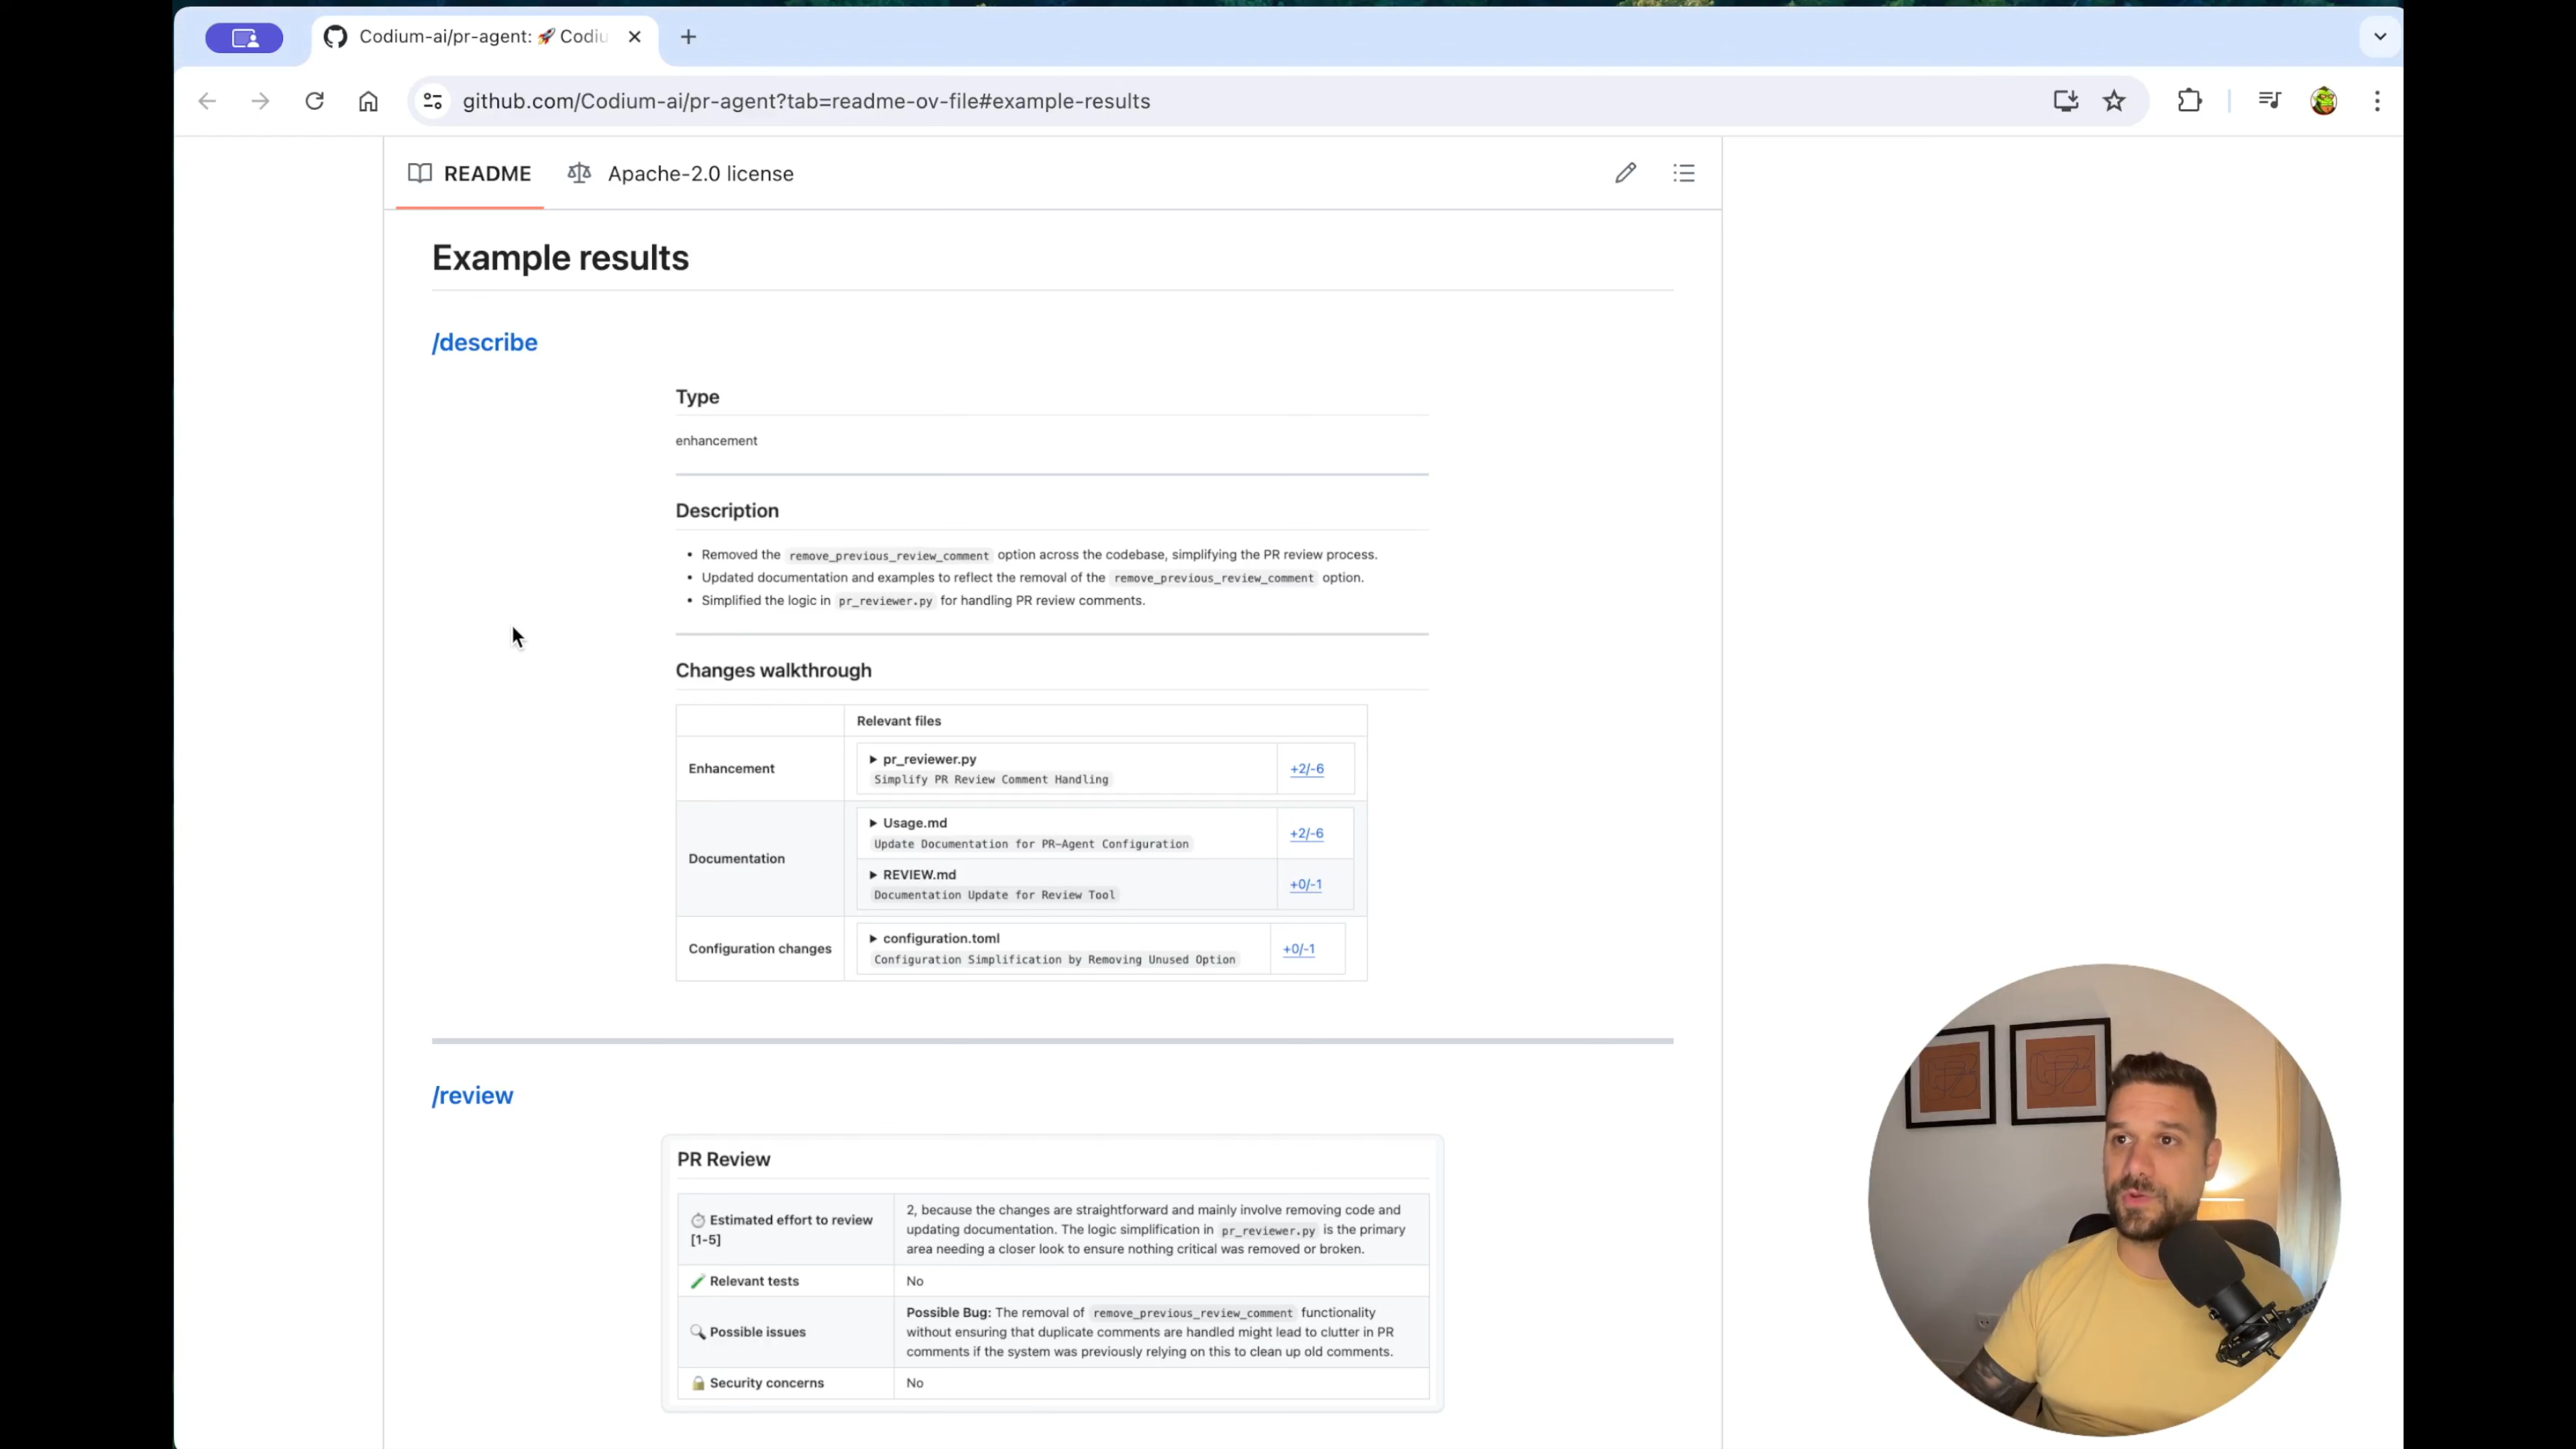 Codium-ai/pr-agent: 🚀 Codiu
github.com/Codium-ai/pr-agent?tab=readme-ov-file#example-results
README
Apache-2.0 license
Example results
/describe
Type
enhancement
Description
• Removed the remove_previous_review_comment option across the codebase, simplifying the PR review process.
• Updated documentation and examples to reflect the removal of the remove_previous_review_comment option.
• Simplified the logic in pr_reviewer.py for handling PR review comments.
Changes walkthrough
Relevant files
Enhancement
▶ pr_reviewer.py
Simplify PR Review Comment Handling
+2/-6
Documentation
▶ Usage.md
Update Documentation for PR-Agent Configuration
+2/-6
▶ REVIEW.md
Documentation Update for Review Tool
+0/-1
Configuration changes
▶ configuration.toml
Configuration Simplification by Removing Unused Option
+0/-1
/review
PR Review
⏱️ Estimated effort to review
[1-5]
2, because the changes are straightforward and mainly involve removing code and
updating documentation. The logic simplification in pr_reviewer.py is the primary
area needing a closer look to ensure nothing critical was removed or broken.
🧪 Relevant tests
No
🔍 Possible issues
Possible Bug: The removal of remove_previous_review_comment functionality
without ensuring that duplicate comments are handled might lead to clutter in PR
comments if the system was previously relying on this to clean up old comments.
🔒 Security concerns
No